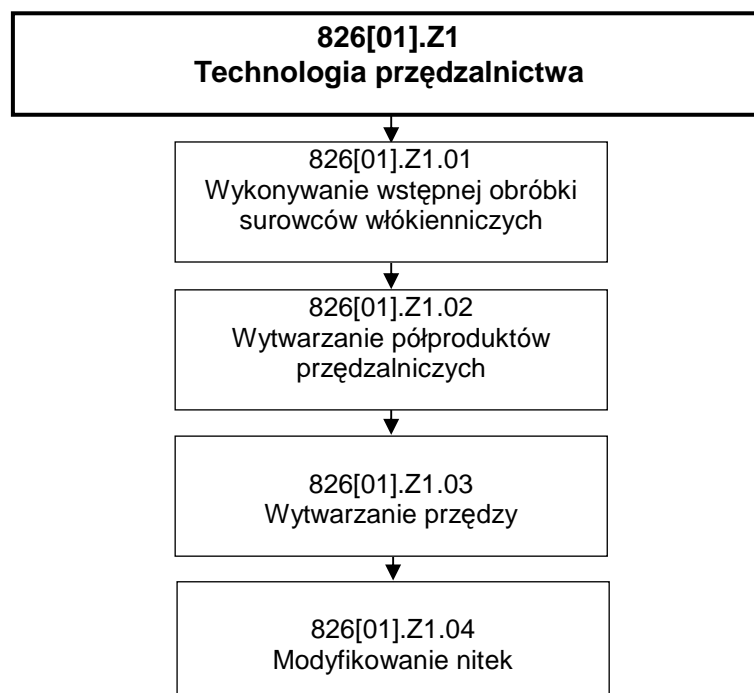 826[01].Z1
Technologia przędzalnictwa
826[01].Z1.01
Wykonywanie wstępnej obróbki
surowców włókienniczych
826[01].Z1.02
Wytwarzanie półproduktów
przędzalniczych
826[01].Z1.03
Wytwarzanie przędzy
826[01].Z1.04
Modyfikowanie nitek